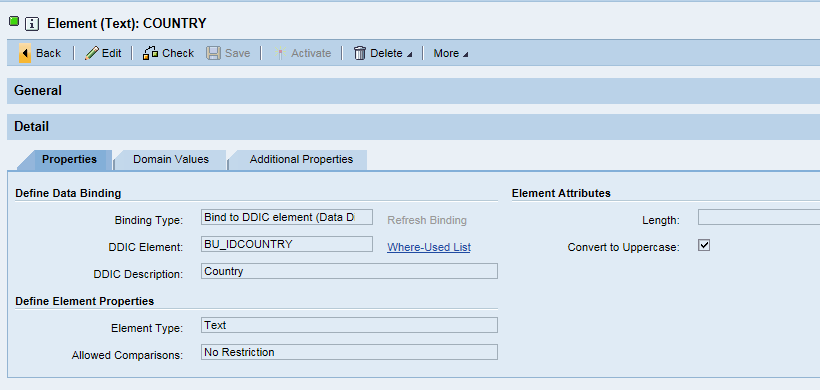 Element (Text): COUNTRY
Back Edit Check Save Activate Delete More
General
Detail
Properties Domain Values Additional Properties
Define Data Binding Element Attributes
Binding Type: Bind to DDIC element (Data D Refresh Binding Length:
DDIC Element: BU_IDCOUNTRY Where-Used List Convert to Uppercase:
DDIC Description: Country
Define Element Properties
Element Type: Text
Allowed Comparisons: No Restriction